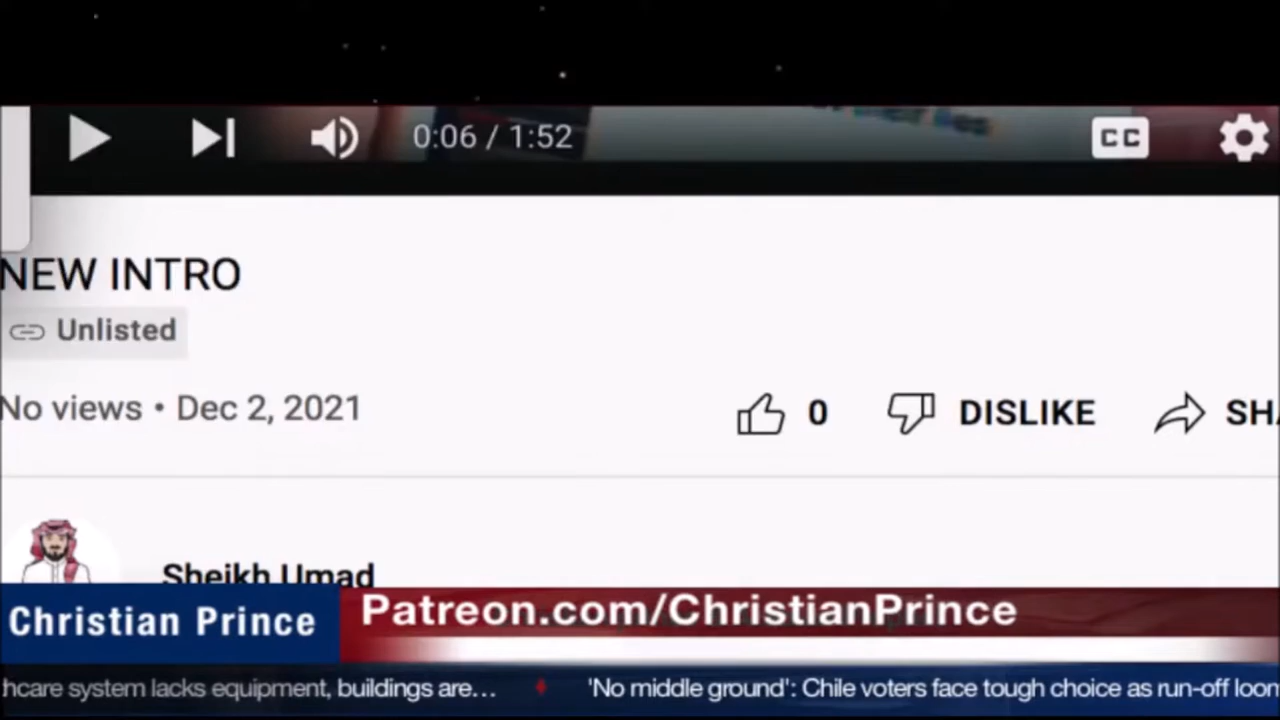 0:06 / 1:52
CC
NEW INTRO
Unlisted
No views • Dec 2, 2021
0 DISLIKE SHA
Sheikh Umad
Christian Prince
Patreon.com/ChristianPrince
hcare system lacks equipment, buildings are... 'No middle ground': Chile voters face tough choice as run-off loom